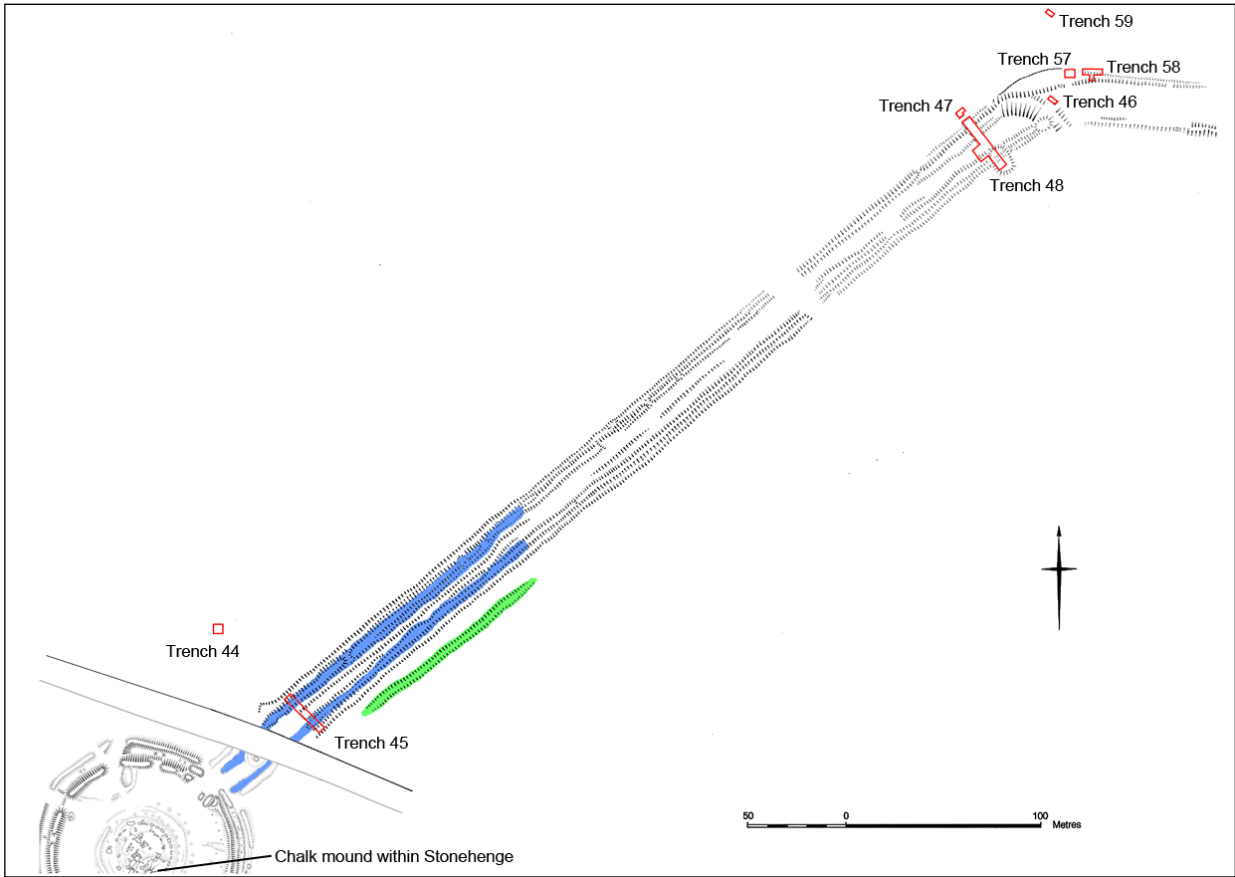 Trench 59
Trench 57
Trench 58
Trench 47
Trench 46
Trench 48
Trench 44
Trench 45
50 0 100 Metres
Chalk mound within Stonehenge